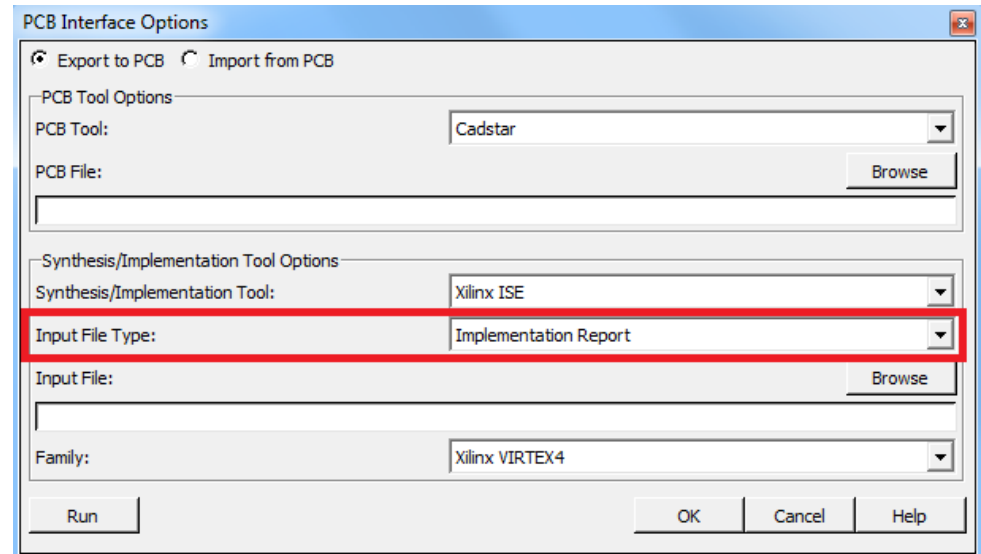 PCB Interface Options
Export to PCB Import from PCB
PCB Tool Options
PCB Tool: Cadstar
PCB File: Browse
Synthesis/Implementation Tool Options
Synthesis/Implementation Tool: Xilinx ISE
Input File Type: Implementation Report
Input File: Browse
Family: Xilinx VIRTEX4
Run OK Cancel Help